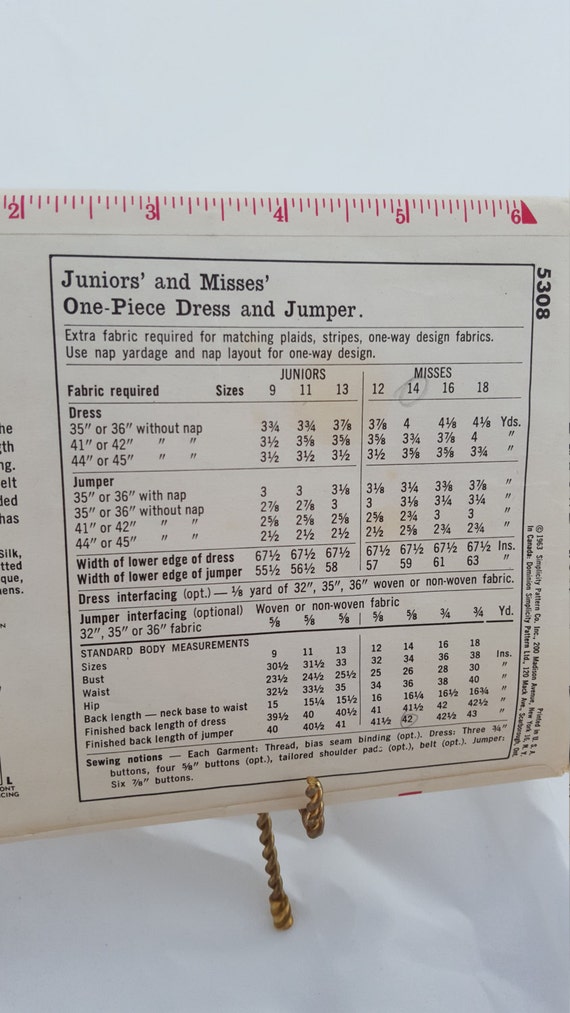 2 3 4 5 6
5308
Juniors' and Misses'
One-Piece Dress and Jumper.
Extra fabric required for matching plaids, stripes, one-way design fabrics.
Use nap yardage and nap layout for one-way design.
JUNIORS MISSES
Fabric required Sizes 9 11 13 12 14 16 18
Dress
35" or 36" without nap 3¾ 3¾ 3⅞ 3⅞ 4 4⅛ 4⅛ Yds.
41" or 42" " " 3½ 3⅝ 3⅝ 3⅝ 3¾ 3⅞ 4 "
44" or 45" " " 3½ 3½ 3½ 3½ 3⅝ 3⅝ 3¾ "
Jumper
35" or 36" with nap 3 3 3⅛ 3⅛ 3¼ 3⅜ 3⅞ "
35" or 36" without nap 2⅞ 2⅞ 3 3 3⅛ 3¼ 3¼ "
41" or 42" " " 2⅝ 2⅝ 2⅝ 2⅝ 2¾ 3 3 "
44" or 45" " " 2½ 2½ 2½ 2½ 2⅝ 2¾ 2¾ "
Width of lower edge of dress 67½ 67½ 67½ 67½ 67½ 67½ 67½ Ins.
Width of lower edge of jumper 55½ 56½ 58 57 59 61 63 "
Dress interfacing (opt.) — ⅛ yard of 32", 35", 36" woven or non-woven fabric.
Jumper interfacing (optional) Woven or non-woven fabric
32", 35" or 36" fabric ⅝ ⅝ ⅝ ⅝ ⅝ ¾ ¾ Yd.
STANDARD BODY MEASUREMENTS
Sizes 9 11 13 12 14 16 18
Bust 30½ 31½ 33 32 34 36 38 Ins.
Waist 23½ 24½ 25½ 25 26 28 30 "
Hip 32½ 33½ 35 34 36 38 40 "
Back length — neck base to waist 15 15¼ 15½ 16 16¼ 16½ 16¾ "
Finished back length of dress 39½ 40 40½ 41 41½ 42 42½ "
Finished back length of jumper 40 40½ 41 41½ 42 42½ 43 "
Sewing notions — Each Garment: Thread, bias seam binding (opt.). Dress: Three ¾"
buttons, four ⅝" buttons (opt.), tailored shoulder pads (opt.), belt (opt.). Jumper:
Six ⅞" buttons.
© 1963 Simplicity Pattern Co. Inc., 200 Madison Avenue, New York 16, N. Y.
In Canada: Dominion Simplicity Pattern Ltd., 120 Mack Ave., Scarborough, Ont.
Printed in U. S. A.
he
th
ng.
elt
ded
has
Silk,
tted
que,
ens.
N
L
ONT
CING